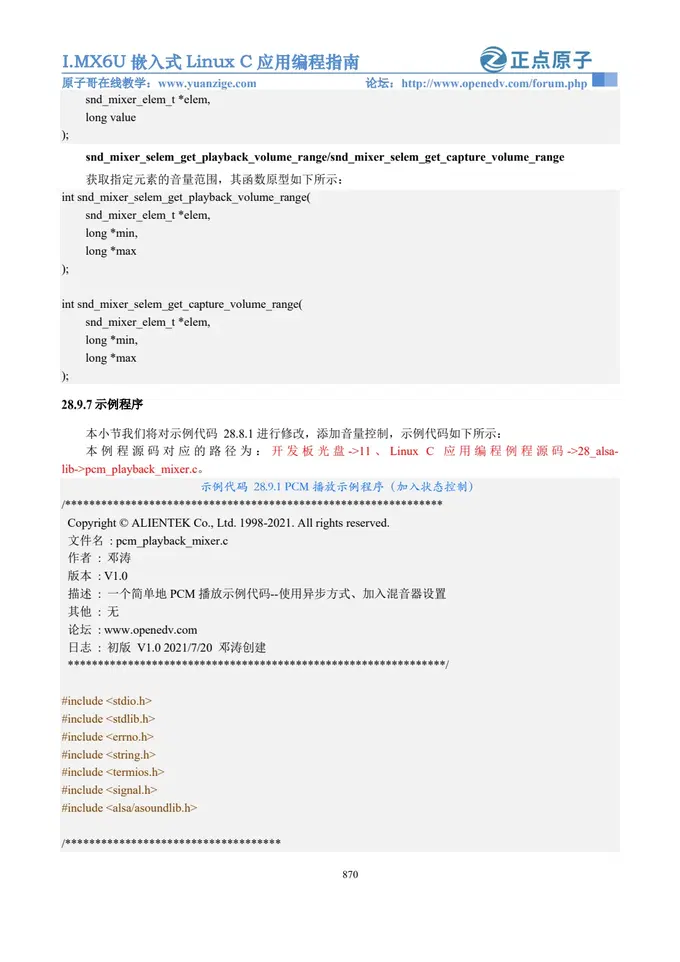 I.MX6U 嵌入式 Linux C 应用编程指南
正点原子
原子哥在线教学：www.yuanzige.com 论坛：http://www.openedv.com/forum.php
snd_mixer_elem_t *elem,
long value
);
snd_mixer_selem_get_playback_volume_range/snd_mixer_selem_get_capture_volume_range
获取指定元素的音量范围，其函数原型如下所示：
int snd_mixer_selem_get_playback_volume_range(
snd_mixer_elem_t *elem,
long *min,
long *max
);
int snd_mixer_selem_get_capture_volume_range(
snd_mixer_elem_t *elem,
long *min,
long *max
);
28.9.7 示例程序
本小节我们将对示例代码 28.8.1 进行修改，添加音量控制，示例代码如下所示：
本例程源码对应的路径为：开发板光盘->11、Linux C 应用编程例程源码->28_alsa-
lib->pcm_playback_mixer.c。
示例代码 28.9.1 PCM 播放示例程序（加入状态控制）
/***************************************************************
Copyright © ALIENTEK Co., Ltd. 1998-2021. All rights reserved.
文件名 : pcm_playback_mixer.c
作者 : 邓涛
版本 : V1.0
描述 : 一个简单地 PCM 播放示例代码--使用异步方式、加入混音器设置
其他 : 无
论坛 : www.openedv.com
日志 : 初版 V1.0 2021/7/20 邓涛创建
***************************************************************/
#include <stdio.h>
#include <stdlib.h>
#include <errno.h>
#include <string.h>
#include <termios.h>
#include <signal.h>
#include <alsa/asoundlib.h>
/************************************
870